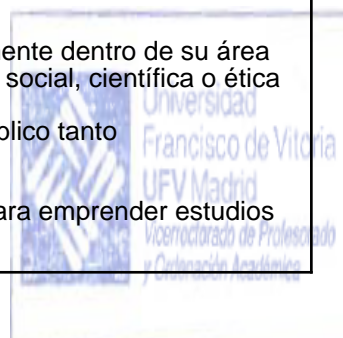 mente dentro de su área
social, científica o ética
blico tanto
ara emprender estudios
Universidad
Francisco de Vitoria
UFV Madrid
Vicerrectorado de Profesorado
y Ordenación Académica